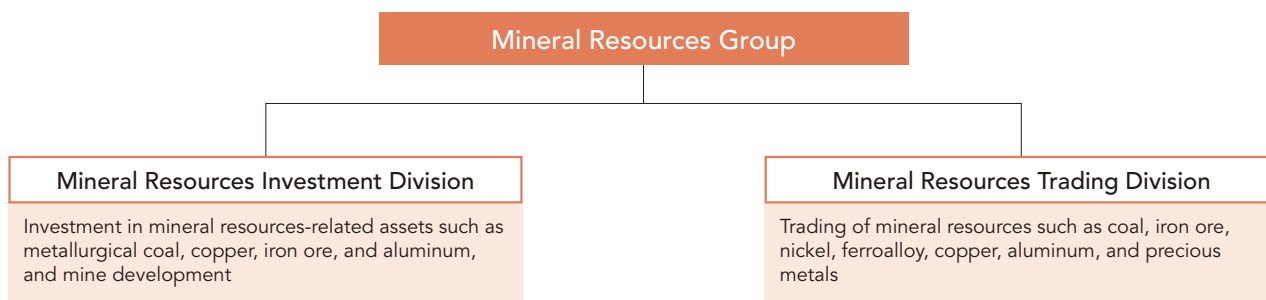 Mineral Resources Group
Mineral Resources Investment Division
Investment in mineral resources-related assets such as
metallurgical coal, copper, iron ore, and aluminum,
and mine development
Mineral Resources Trading Division
Trading of mineral resources such as coal, iron ore,
nickel, ferroalloy, copper, aluminum, and precious
metals